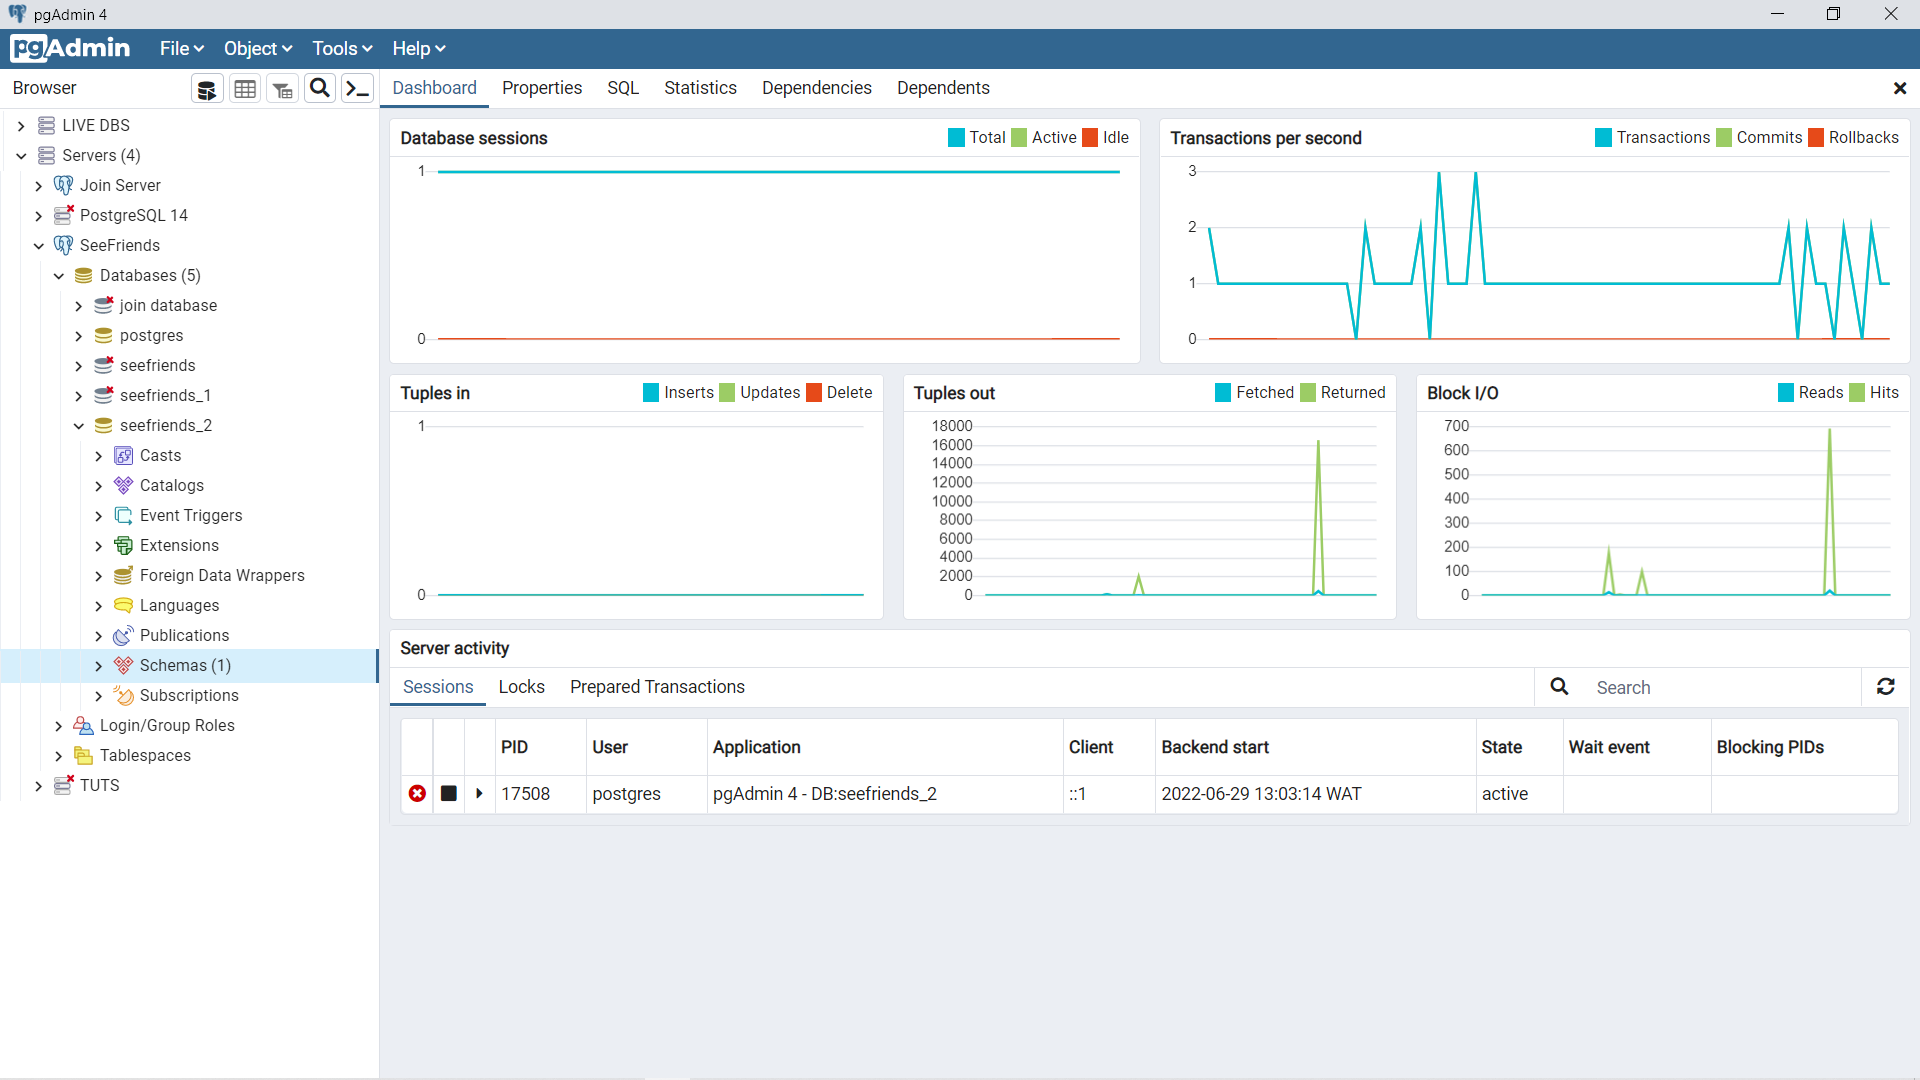 pgAdmin 4
pgAdmin File Object Tools Help
Browser
Dashboard Properties SQL Statistics Dependencies Dependents
LIVE DBS
Servers (4)
Join Server
PostgreSQL 14
SeeFriends
Databases (5)
join database
postgres
seefriends
seefriends_1
seefriends_2
Casts
Catalogs
Event Triggers
Extensions
Foreign Data Wrappers
Languages
Publications
Schemas (1)
Subscriptions
Login/Group Roles
Tablespaces
TUTS
Database sessions Total Active Idle
1
0
Transactions per second Transactions Commits Rollbacks
3
2
1
0
Tuples in Inserts Updates Delete
1
0
Tuples out Fetched Returned
18000
16000
14000
12000
10000
8000
6000
4000
2000
0
Block I/O Reads Hits
700
600
500
400
300
200
100
0
Server activity
Sessions Locks Prepared Transactions Search
PID User Application Client Backend start State Wait event Blocking PIDs
17508 postgres pgAdmin 4 - DB:seefriends_2 ::1 2022-06-29 13:03:14 WAT active